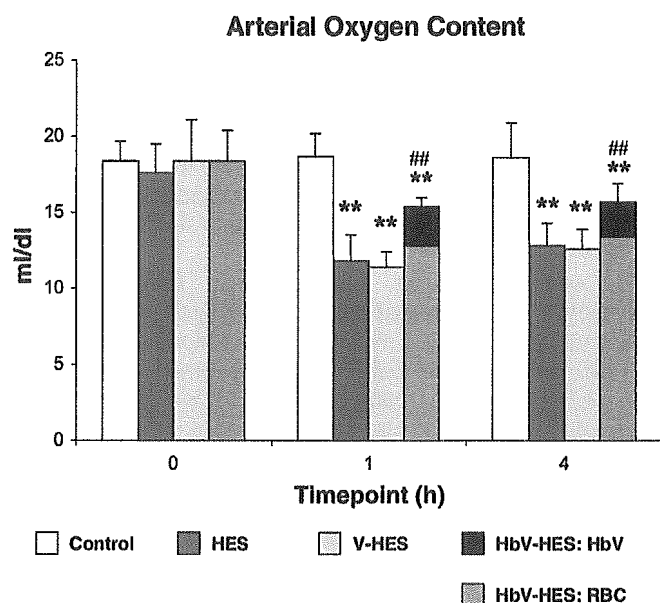 Arterial Oxygen Content
25
20
15
10
5
0
ml/dl
** ** ## **
** ** ## **
0 1 4
Timepoint (h)
Control HES V-HES HbV-HES: HbV
HbV-HES: RBC